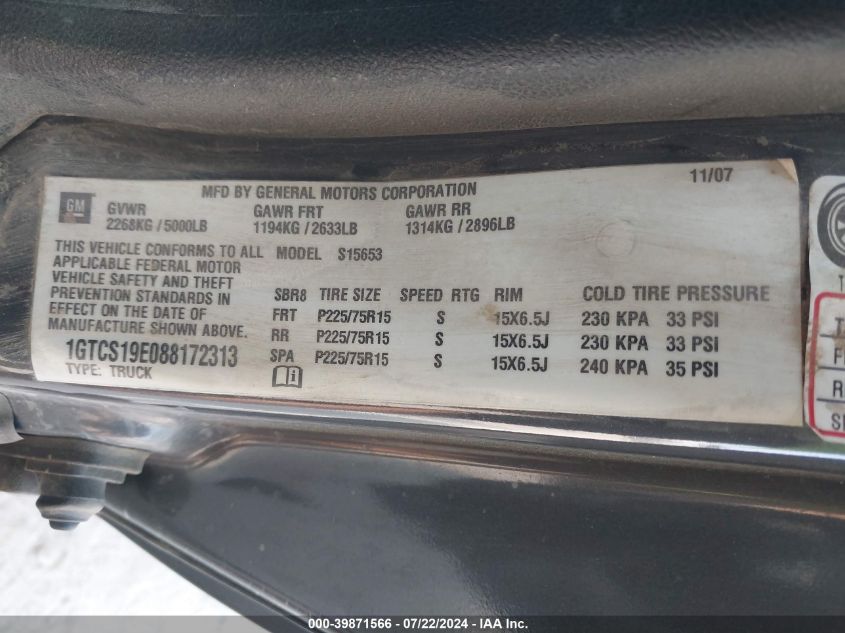 MFD BY GENERAL MOTORS CORPORATION 11/07
GM
GVWR GAWR FRT GAWR RR
2268KG / 5000LB 1194KG / 2633LB 1314KG / 2896LB
THIS VEHICLE CONFORMS TO ALL MODEL S15653
APPLICABLE FEDERAL MOTOR
VEHICLE SAFETY AND THEFT
PREVENTION STANDARDS IN
EFFECT ON THE DATE OF
MANUFACTURE SHOWN ABOVE.
1GTCS19E088172313
TYPE: TRUCK
SBR8 TIRE SIZE SPEED RTG RIM COLD TIRE PRESSURE
FRT P225/75R15 S 15X6.5J 230 KPA 33 PSI
RR P225/75R15 S 15X6.5J 230 KPA 33 PSI
SPA P225/75R15 S 15X6.5J 240 KPA 35 PSI
000-39871566 - 07/22/2024 - IAA Inc.